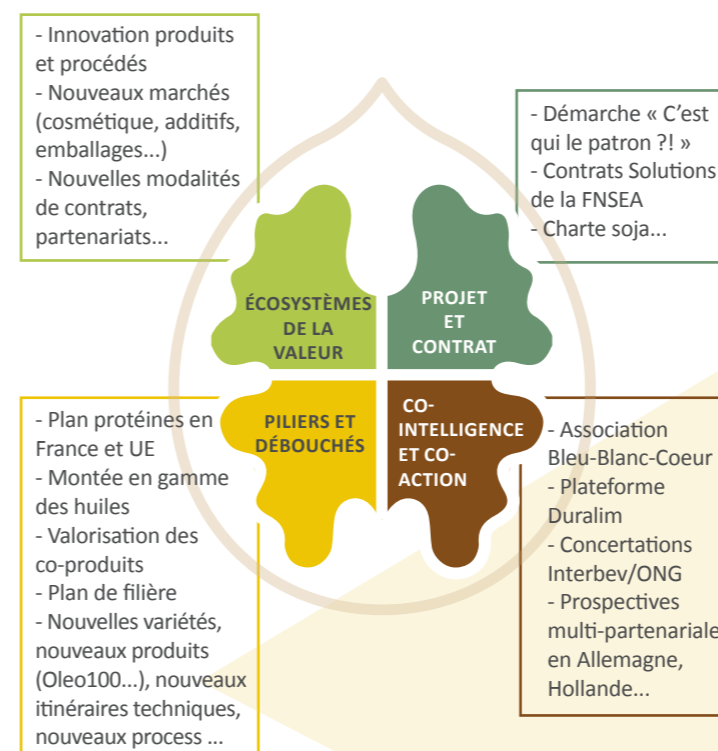 - Innovation produits
et procédés
- Nouveaux marchés
(cosmétique, additifs,
emballages...)
- Nouvelles modalités
de contrats,
partenariats...
- Démarche « C’est
qui le patron ?! »
- Contrats Solutions
de la FNSEA
- Charte soja...
ÉCOSYSTÈMES
DE LA
VALEUR
PROJET
ET
CONTRAT
PILIERS ET
DÉBOUCHÉS
CO-
INTELLIGENCE
ET CO-
ACTION
- Plan protéines en
France et UE
- Montée en gamme
des huiles
- Valorisation des
co-produits
- Plan de filière
- Nouvelles variétés,
nouveaux produits
(Oleo100...), nouveaux
itinéraires techniques,
nouveaux process ...
- Association
Bleu-Blanc-Coeur
- Plateforme
Duralim
- Concertations
Interbev/ONG
- Prospectives
multi-partenariale
en Allemagne,
Hollande...